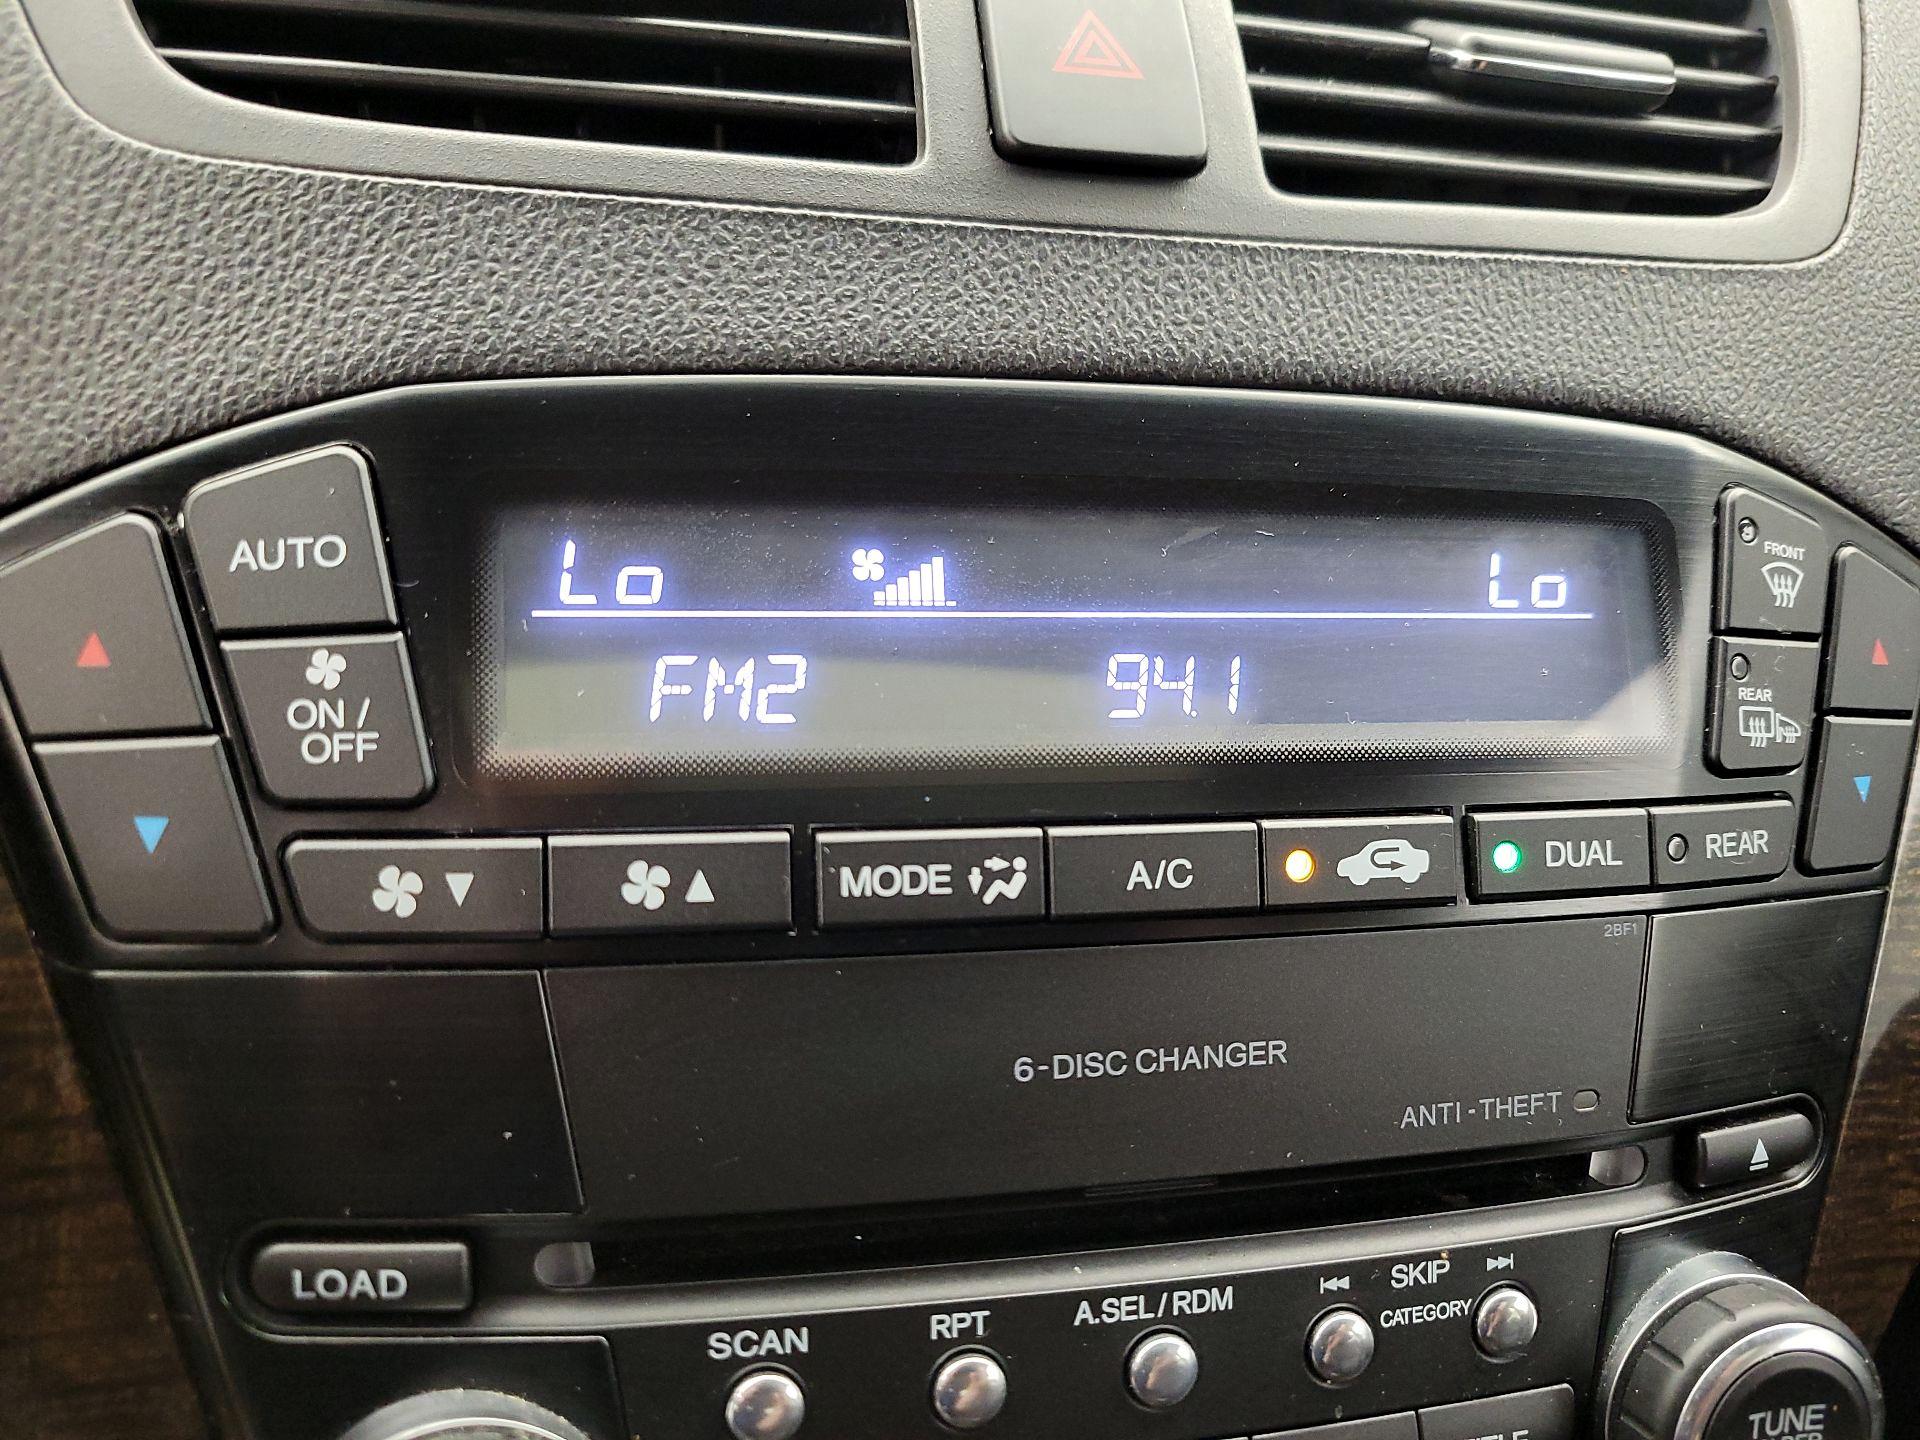 AUTO
ON / OFF
Lo Lo
FM2 94.1
FRONT
REAR
MODE
A/C
DUAL
REAR
2BF1
6-DISC CHANGER
ANTI-THEFT
LOAD
SCAN
RPT
A.SEL/RDM
SKIP
CATEGORY
TUNE